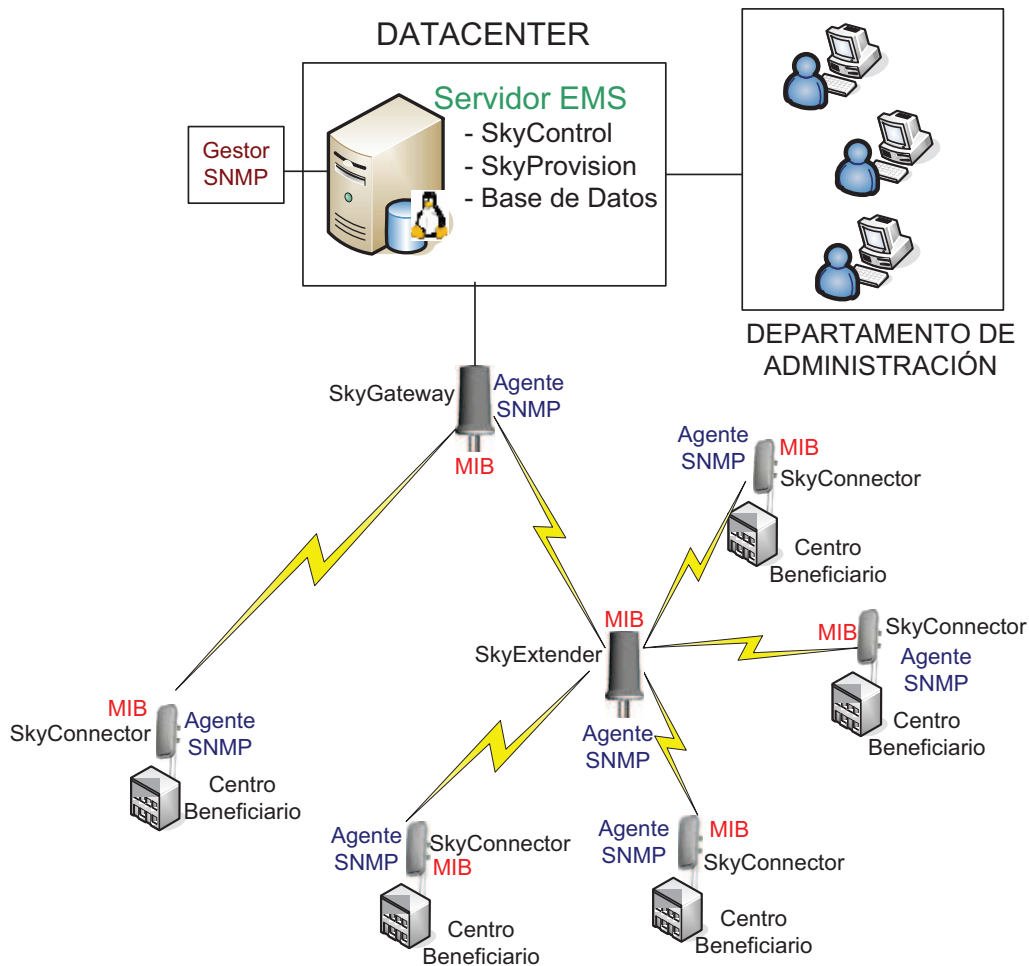 DATACENTER
Servidor EMS
- SkyControl
- SkyProvision
- Base de Datos
Gestor
SNMP
DEPARTAMENTO DE
ADMINISTRACIÓN
SkyGateway
Agente
SNMP
MIB
Agente
SNMP
MIB
SkyConnector
Centro
Beneficiario
MIB
SkyExtender
Agente
SNMP
MIB
SkyConnector
Agente
SNMP
Centro
Beneficiario
MIB
SkyConnector
Agente
SNMP
Centro
Beneficiario
Agente
SNMP
SkyConnector
MIB
Centro
Beneficiario
Agente
SNMP
MIB
SkyConnector
Centro
Beneficiario